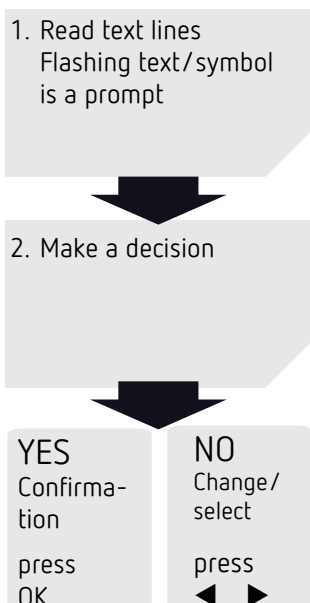 1. Read text lines
Flashing text/symbol
is a prompt
2. Make a decision
YES
Confirma-
tion
press
OK
NO
Change/
select
press
◀ ▶